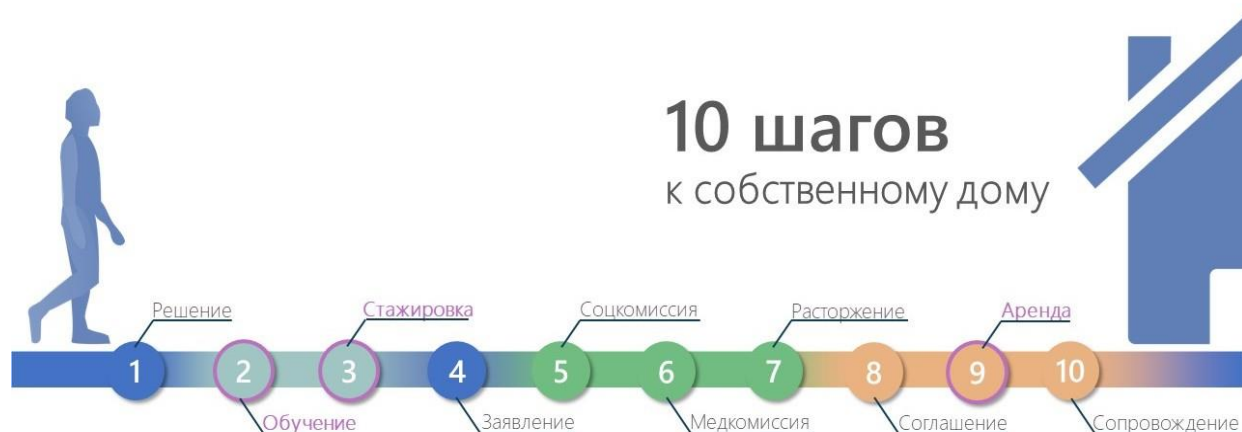 10 шагов
к собственному дому
Решение
Стажировка
Соцкомиссия
Расторжение
Аренда
1 2 3 4 5 6 7 8 9 10
Обучение
Заявление
Медкомиссия
Соглашение
Сопровождение